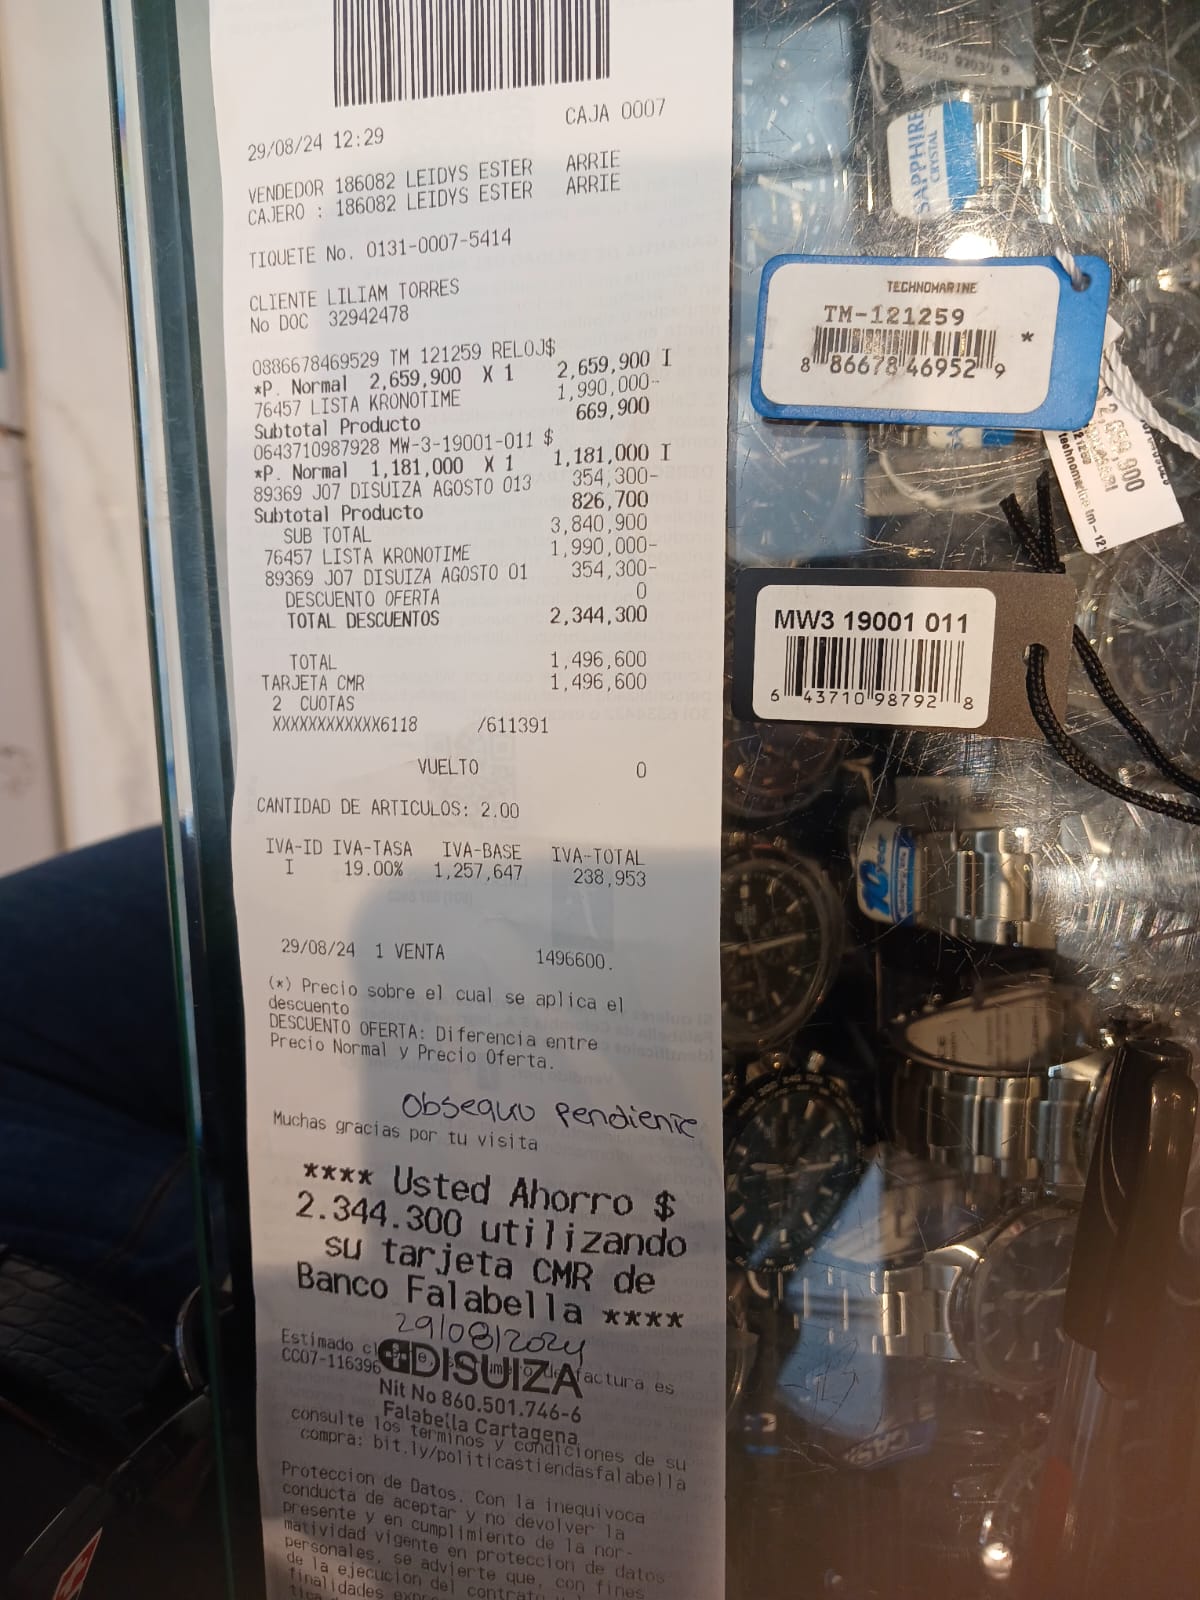 CAJA 0007
29/08/24 12:29
VENDEDOR 186082 LEIDYS ESTER ARRIE
CAJERO : 186082 LEIDYS ESTER ARRIE
TIQUETE No. 0131-0007-5414
CLIENTE LILIAM TORRES
No DOC 32942478
0886678469529 TM 121259 RELOJ$
*P. Normal 2,659,900 X 1 2,659,900 I
76457 LISTA KRONOTIME 1,990,000-
Subtotal Producto 669,900
0643710987928 MW-3-19001-011 $
*P. Normal 1,181,000 X 1 1,181,000 I
89369 J07 DISUIZA AGOSTO 013 354,300-
Subtotal Producto 826,700
SUB TOTAL 3,840,900
76457 LISTA KRONOTIME 1,990,000-
89369 J07 DISUIZA AGOSTO 01 354,300-
DESCUENTO OFERTA 0
TOTAL DESCUENTOS 2,344,300
TOTAL 1,496,600
TARJETA CMR 1,496,600
2 CUOTAS
XXXXXXXXXXXX6118 /611391
VUELTO 0
CANTIDAD DE ARTICULOS: 2.00
IVA-ID IVA-TASA IVA-BASE IVA-TOTAL
I 19.00% 1,257,647 238,953
29/08/24 1 VENTA 1496600.
(*) Precio sobre el cual se aplica el
descuento
DESCUENTO OFERTA: Diferencia entre
Precio Normal y Precio Oferta.
Obsequio Pendiente
Muchas gracias por tu visita
**** Usted Ahorro $
2.344.300 utilizando
su tarjeta CMR de
Banco Falabella ****
29/08/2024
Estimado factura es
CC07-116396
DISUIZA
Nit No 860.501.746-6
Falabella Cartagena
consulte los terminos y condiciones de su
compra: bit.ly/politicastiendasfalabella
Proteccion de Datos. Con la inequivoca
conducta de aceptar y no devolver la
presente y en cumplimiento de la nor-
matividad vigente en proteccion de datos
personales, se advierte que, con fines
de la ejecucion del contrato
finalidades
SAPPHIRE
CRYSTAL
TECHNOMARINE
TM-121259
*
8 86678 46952 9
$ 2,659,900
technomarine tm-121259
MW3 19001 011
6 43710 98792 8
10